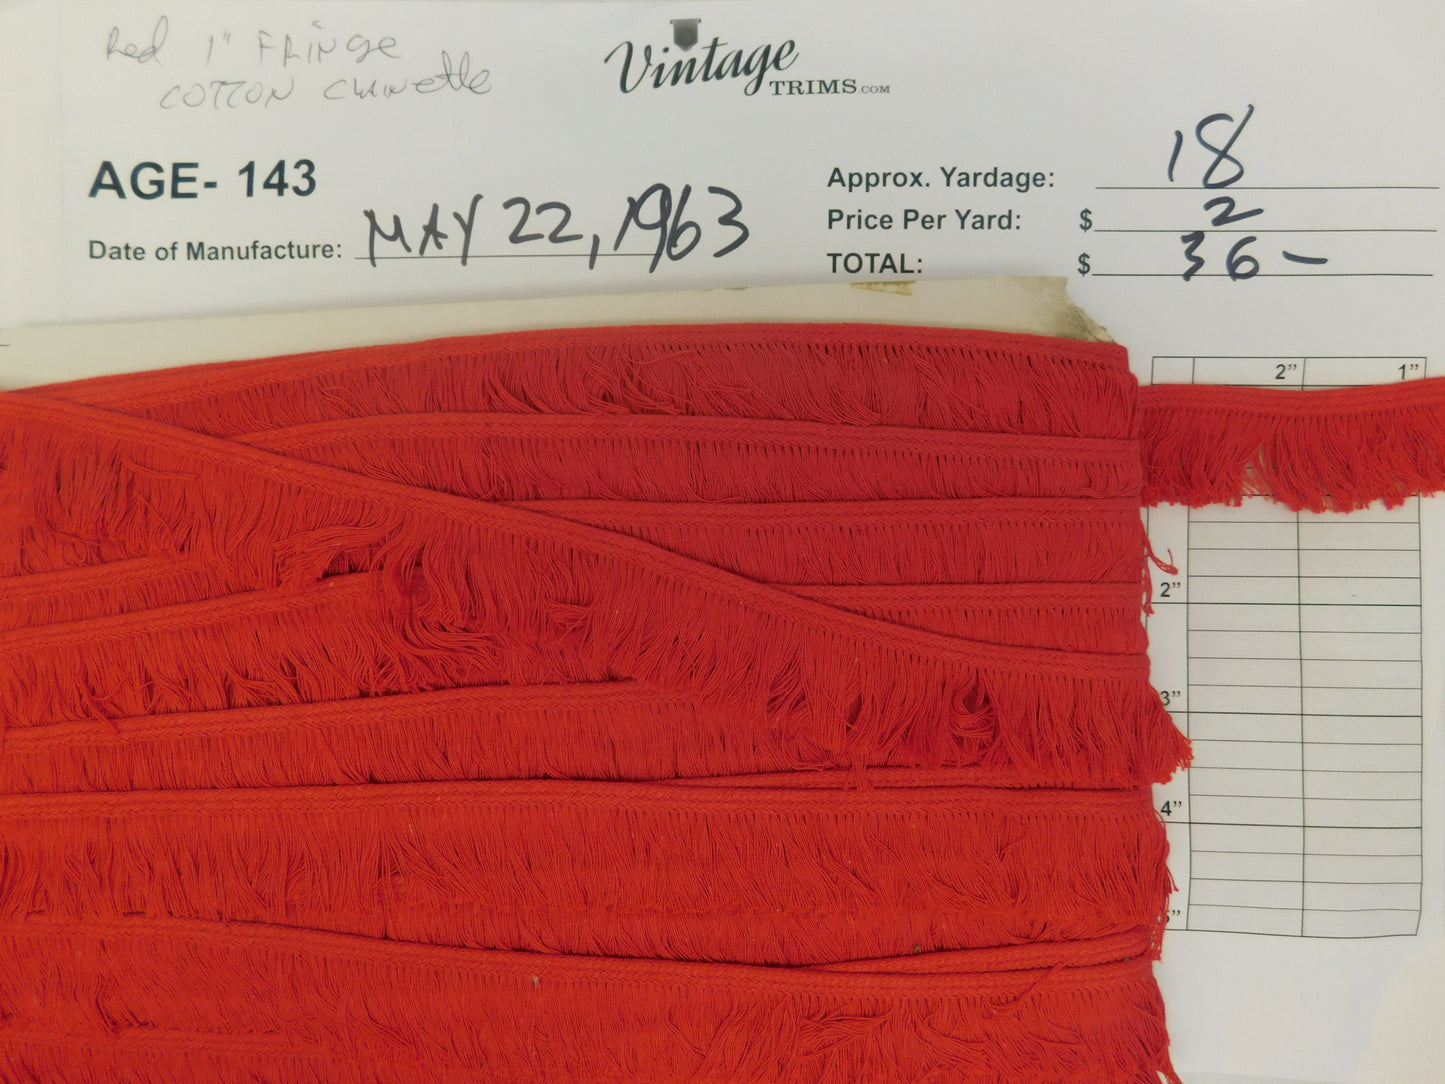 Red 1" FRINGE
COTTON CHAINETTE
Vintage
TRIMS.COM
AGE- 143
Date of Manufacture: MAY 22, 1963
Approx. Yardage: 18
Price Per Yard: $ 2
TOTAL: $ 36-
2" 1"
2"
3"
4"